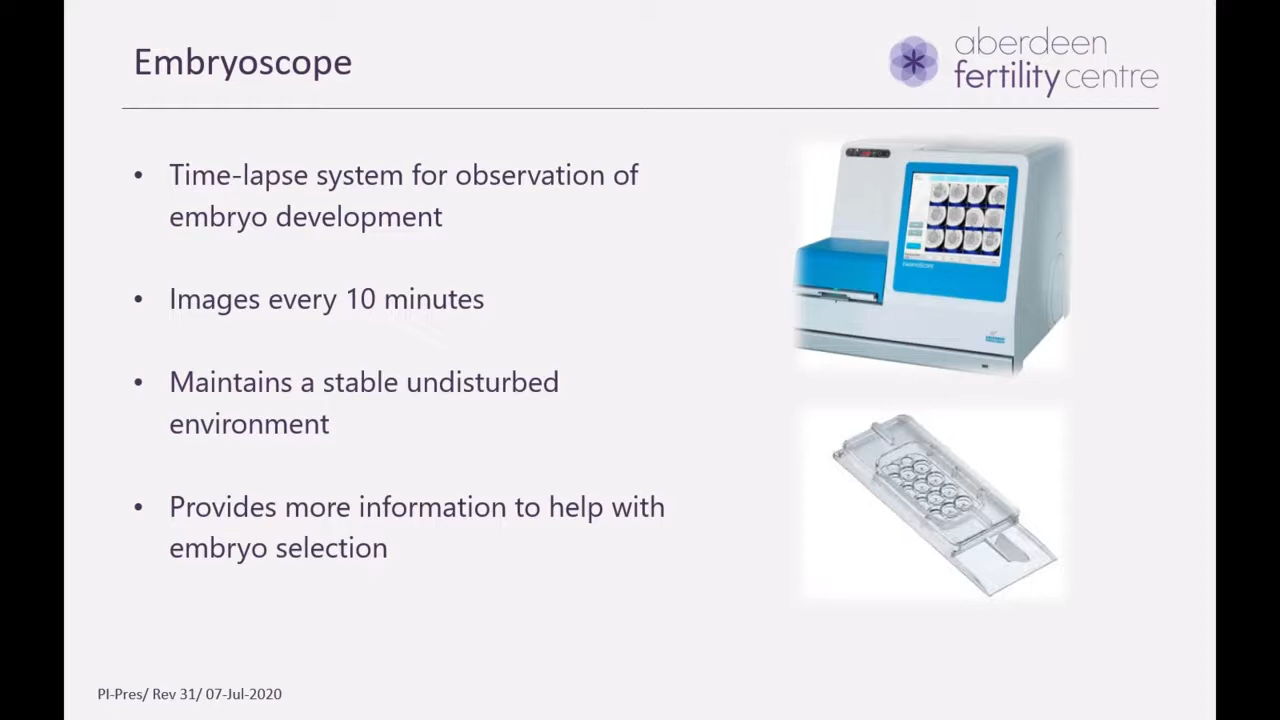 Embryoscope
aberdeen
fertility centre
• Time-lapse system for observation of
embryo development
• Images every 10 minutes
• Maintains a stable undisturbed
environment
• Provides more information to help with
embryo selection
PI-Pres/ Rev 31/ 07-Jul-2020